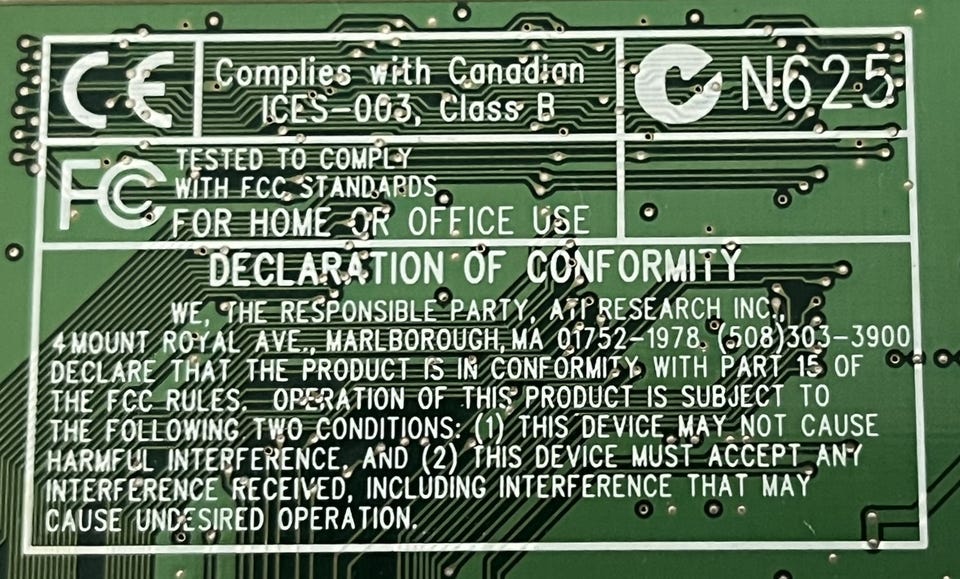 CE
Complies with Canadian
ICES-003, Class B
N625
FC
TESTED TO COMPLY
WITH FCC STANDARDS
FOR HOME OR OFFICE USE
DECLARATION OF CONFORMITY
WE, THE RESPONSIBLE PARTY, ATI RESEARCH INC.,
4 MOUNT ROYAL AVE., MARLBOROUGH, MA 01752-1978, (508)303-3900
DECLARE THAT THE PRODUCT IS IN CONFORMITY WITH PART 15 OF
THE FCC RULES. OPERATION OF THIS PRODUCT IS SUBJECT TO
THE FOLLOWING TWO CONDITIONS: (1) THIS DEVICE MAY NOT CAUSE
HARMFUL INTERFERENCE, AND (2) THIS DEVICE MUST ACCEPT ANY
INTERFERENCE RECEIVED, INCLUDING INTERFERENCE THAT MAY
CAUSE UNDESIRED OPERATION.